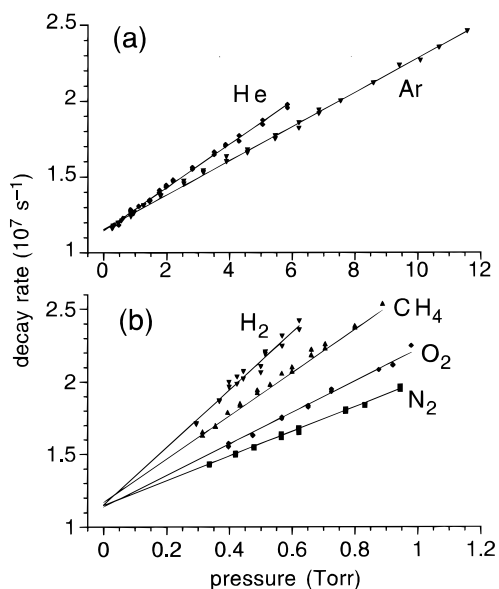 (a)
2.5
2
1.5
1
He
Ar
0 2 4 6 8 10 12
decay rate (10⁷ s⁻¹)
(b)
2.5
2
1.5
1
H₂
CH₄
O₂
N₂
0 0.2 0.4 0.6 0.8 1 1.2
pressure (Torr)